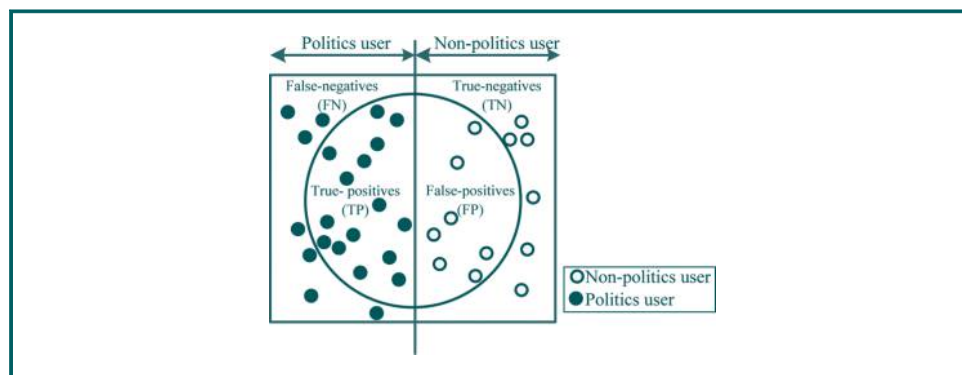 Politics user
Non-politics user
False-negatives
(FN)
True-negatives
(TN)
True- positives
(TP)
False-positives
(FP)
Non-politics user
Politics user